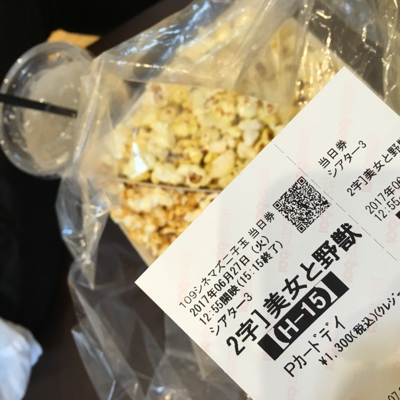 109シネマズ二子玉 当日券
2017年06月27日 (火)
12:55開映(15:15終了)
シアター3
2字]美女と野獣
[H-15]
Pカードデイ
¥1,300(税込)(クレジ
当日券
シアター3
2字]美女と野
2017年06
12:55